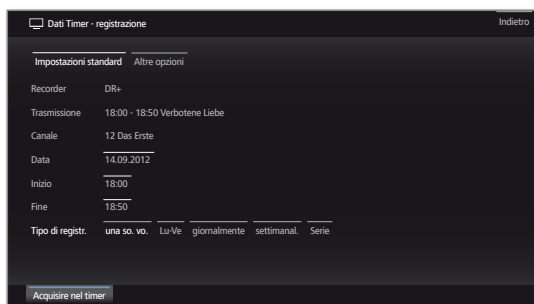 Dati Timer - registrazione Indietro
Impostazioni standard Altre opzioni
Recorder DR+
Trasmissione 18:00 - 18:50 Verbotene Liebe
Canale 12 Das Erste
Data 14.09.2012
Inizio 18:00
Fine 18:50
Tipo di registr. una so. vo. Lu-Ve giornalmente settimanal. Serie
Acquisire nel timer